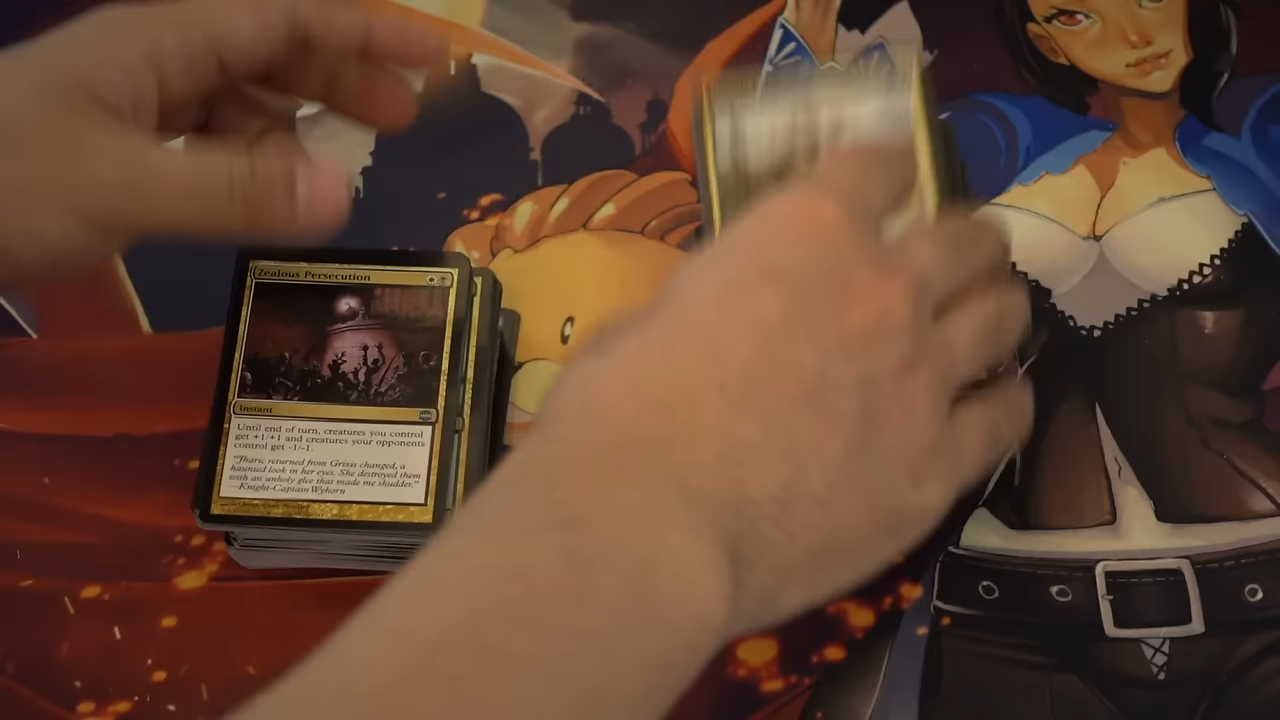 Zealous Persecution
Instant
Until end of turn, creatures you control
get +1/+1 and creatures your opponents
control get -1/-1.
"Jharic returned from Grixis changed, a
haunted look in her eyes. She destroyed them
with an unholy glee that made me shudder."
—Knight-Captain Wyhorn